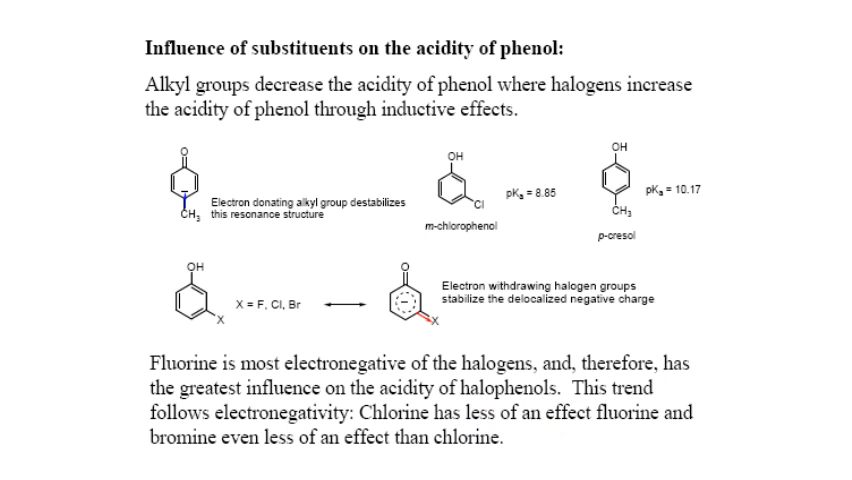 Influence of substituents on the acidity of phenol:
Alkyl groups decrease the acidity of phenol where halogens increase
the acidity of phenol through inductive effects.
O
CH₃
Electron donating alkyl group destabilizes
this resonance structure
OH
Cl
pKₐ = 8.85
m-chlorophenol
OH
CH₃
pKₐ = 10.17
p-cresol
OH
X
X = F, Cl, Br
O
X
Electron withdrawing halogen groups
stabilize the delocalized negative charge
Fluorine is most electronegative of the halogens, and, therefore, has
the greatest influence on the acidity of halophenols. This trend
follows electronegativity: Chlorine has less of an effect fluorine and
bromine even less of an effect than chlorine.